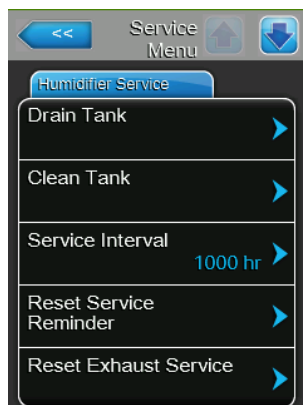 <<
Service
Menu
Humidifier Service
Drain Tank
Clean Tank
Service Interval
1000 hr
Reset Service
Reminder
Reset Exhaust Service